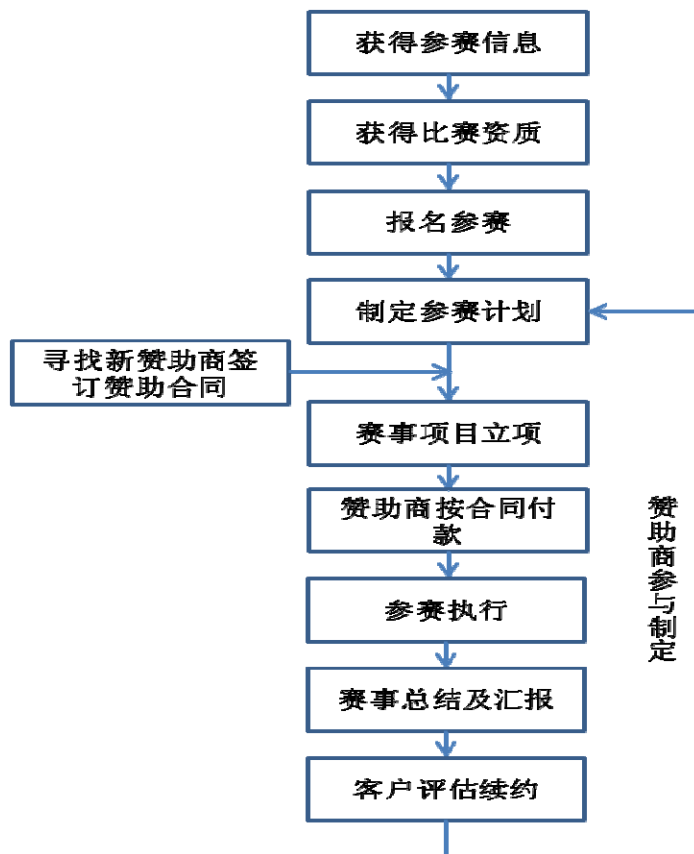 获得参赛信息
获得比赛资质
报名参赛
制定参赛计划
寻找新赞助商签
订赞助合同
赛事项目立项
赞助商按合同付
款
参赛执行
赛事总结及汇报
客户评估续约
赞助商参与制定